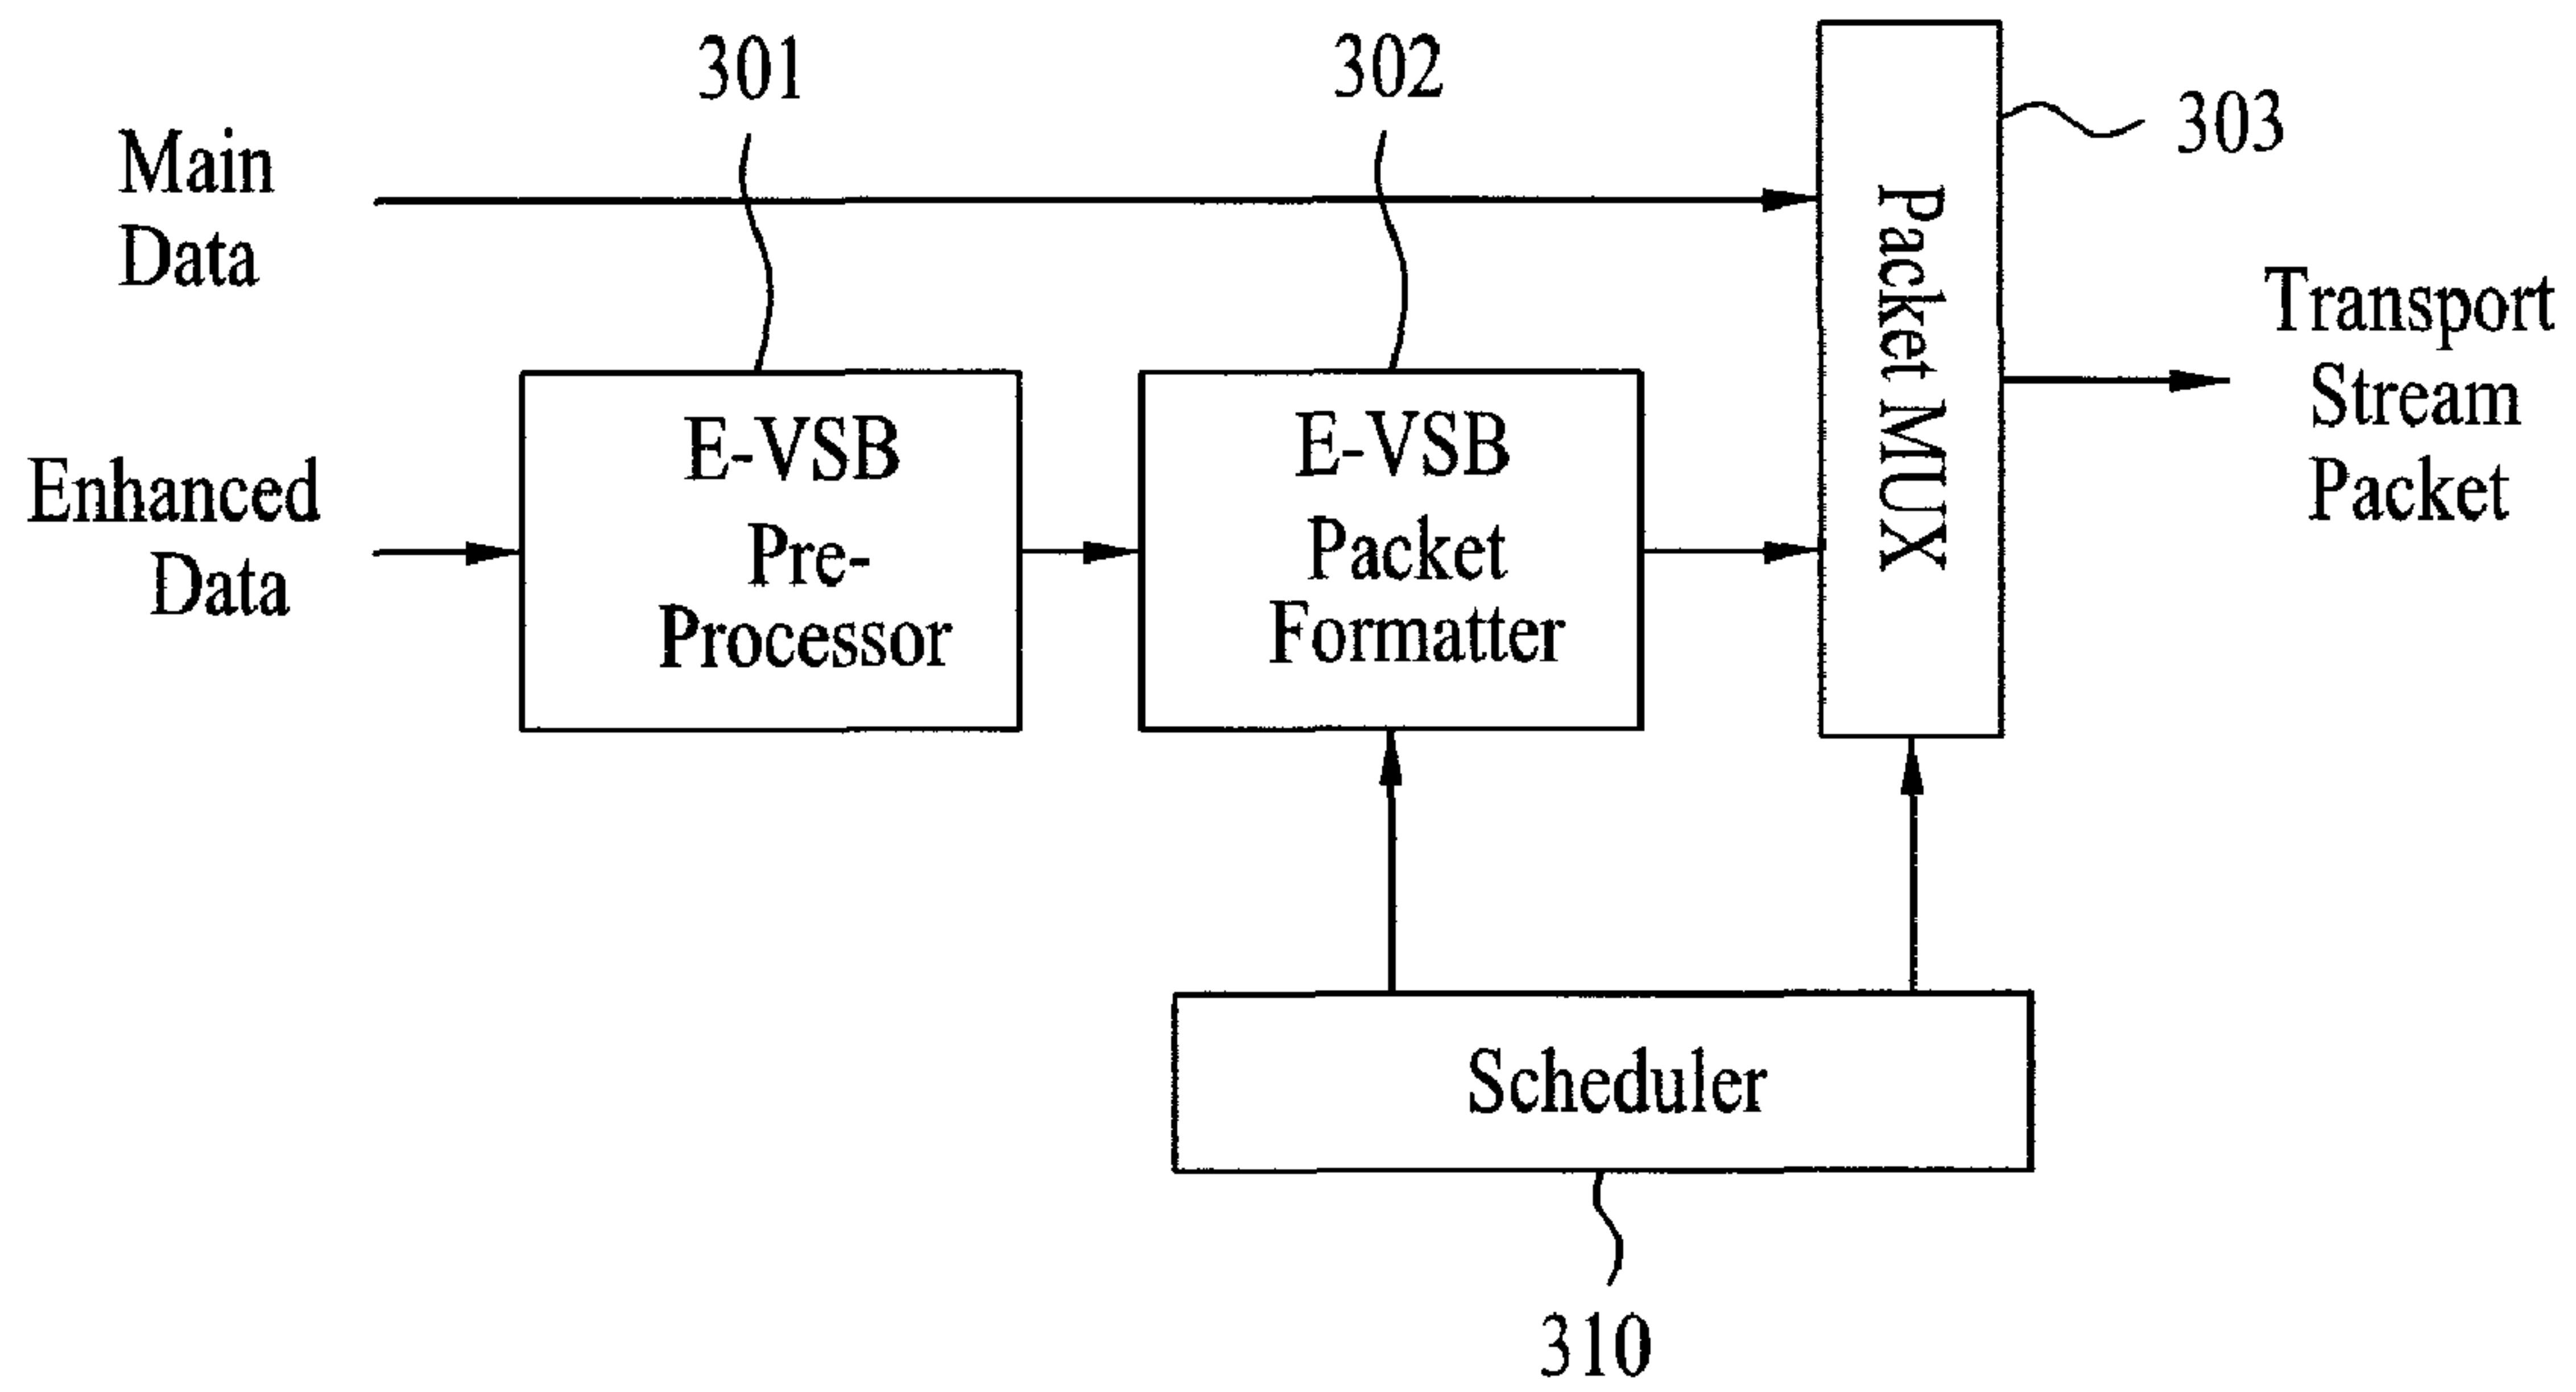 301
302
303
Main
Data
Packet MUX
Transport
Stream
Packet
Enhanced
Data
E-VSB
Pre-
Processor
E-VSB
Packet
Formatter
Scheduler
310